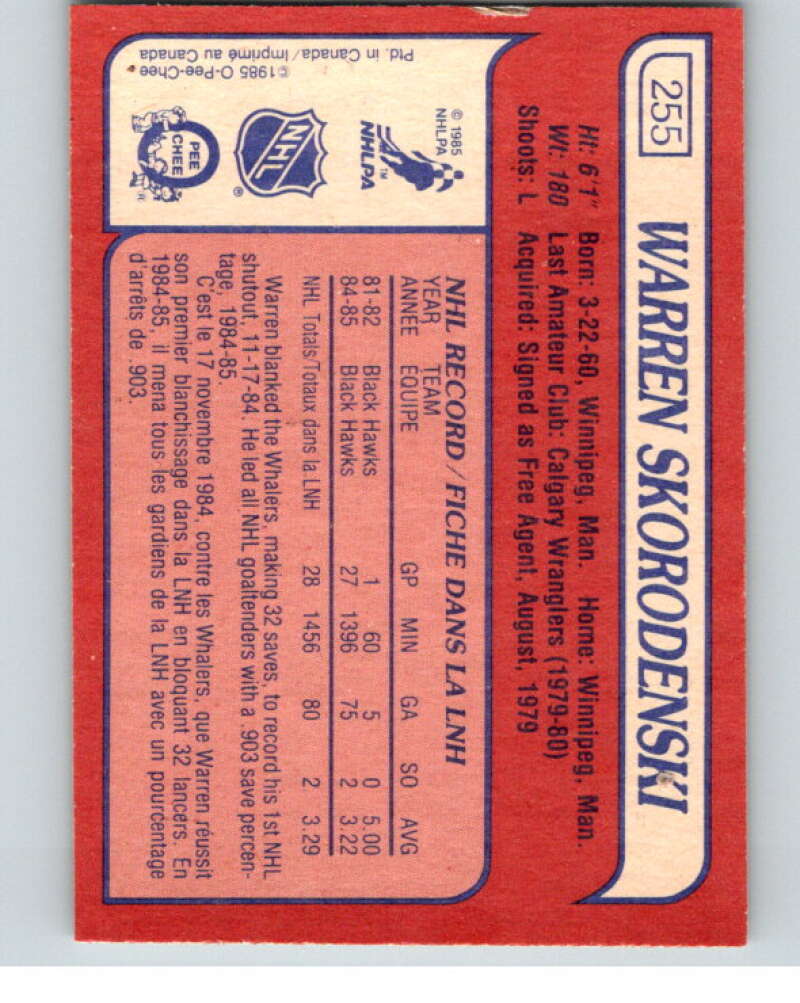 255
WARREN SKORODENSKI
Ht: 6'1" Born: 3-22-60, Winnipeg, Man. Home: Winnipeg, Man.
Wt: 180 Last Amateur Club: Calgary Wranglers (1979-80)
Shoots: L Acquired: Signed as Free Agent, August, 1979
© 1985
NHLPA
NHLPA™
NHL®
O PEE CHEE
©1985 O-Pee-Chee
Ptd. in Canada/Imprimé au Canada
NHL RECORD/FICHE DANS LA LNH
YEAR TEAM
ANNÉE ÉQUIPE GP MIN GA SO AVG
81-82 Black Hawks 1 60 5 0 5.00
84-85 Black Hawks 27 1396 75 2 3.22
NHL Totals/Totaux dans la LNH 28 1456 80 2 3.29
Warren blanked the Whalers, making 32 saves, to record his 1st NHL
shutout, 11-17-84. He led all NHL goaltenders with a .903 save percen-
tage, 1984-85.
C'est le 17 novembre 1984, contre les Whalers, que Warren réussit
son premier blanchissage dans la LNH en bloquant 32 lancers. En
1984-85, il mena tous les gardiens de la LNH avec un pourcentage
d'arrêts de .903.